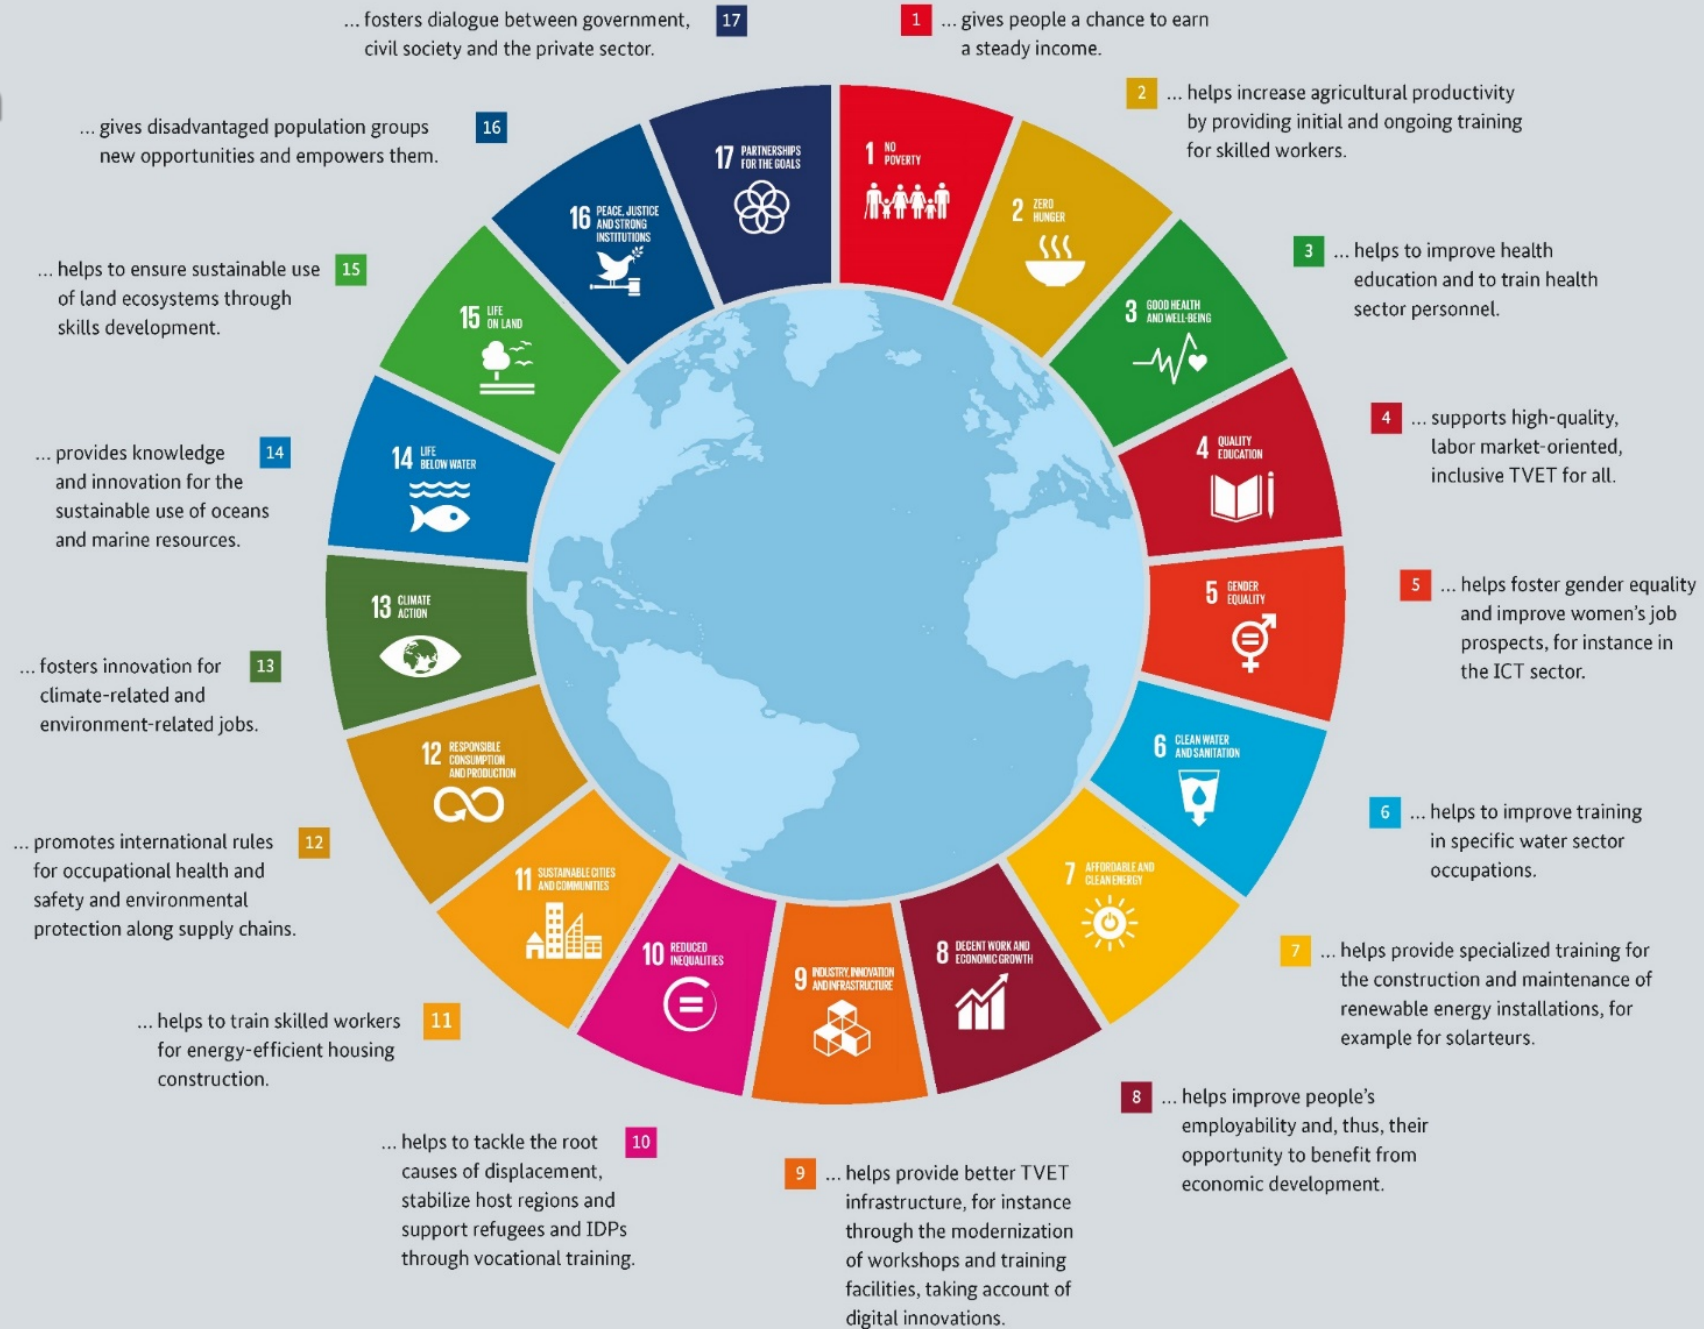 ... fosters dialogue between government,
civil society and the private sector.
17
1
... gives people a chance to earn
a steady income.
2
... helps increase agricultural productivity
by providing initial and ongoing training
for skilled workers.
3
... helps to improve health
education and to train health
sector personnel.
4
... supports high-quality,
labor market-oriented,
inclusive TVET for all.
5
... helps foster gender equality
and improve women's job
prospects, for instance in
the ICT sector.
6
... helps to improve training
in specific water sector
occupations.
7
... helps provide specialized training for
the construction and maintenance of
renewable energy installations, for
example for solarteurs.
8
... helps improve people's
employability and, thus, their
opportunity to benefit from
economic development.
9
... helps provide better TVET
infrastructure, for instance
through the modernization
of workshops and training
facilities, taking account of
digital innovations.
... helps to tackle the root
causes of displacement,
stabilize host regions and
support refugees and IDPs
through vocational training.
10
... helps to train skilled workers
for energy-efficient housing
construction.
11
... promotes international rules
for occupational health and
safety and environmental
protection along supply chains.
12
... fosters innovation for
climate-related and
environment-related jobs.
13
... provides knowledge
and innovation for the
sustainable use of oceans
and marine resources.
14
... helps to ensure sustainable use
of land ecosystems through
skills development.
15
... gives disadvantaged population groups
new opportunities and empowers them.
16
1 NO
POVERTY
2 ZERO
HUNGER
3 GOOD HEALTH
AND WELL-BEING
4 QUALITY
EDUCATION
5 GENDER
EQUALITY
6 CLEAN WATER
AND SANITATION
7 AFFORDABLE AND
CLEAN ENERGY
8 DECENT WORK AND
ECONOMIC GROWTH
9 INDUSTRY, INNOVATION
AND INFRASTRUCTURE
10 REDUCED
INEQUALITIES
11 SUSTAINABLE CITIES
AND COMMUNITIES
12 RESPONSIBLE
CONSUMPTION
AND PRODUCTION
13 CLIMATE
ACTION
14 LIFE
BELOW WATER
15 LIFE
ON LAND
16 PEACE, JUSTICE
AND STRONG
INSTITUTIONS
17 PARTNERSHIPS
FOR THE GOALS